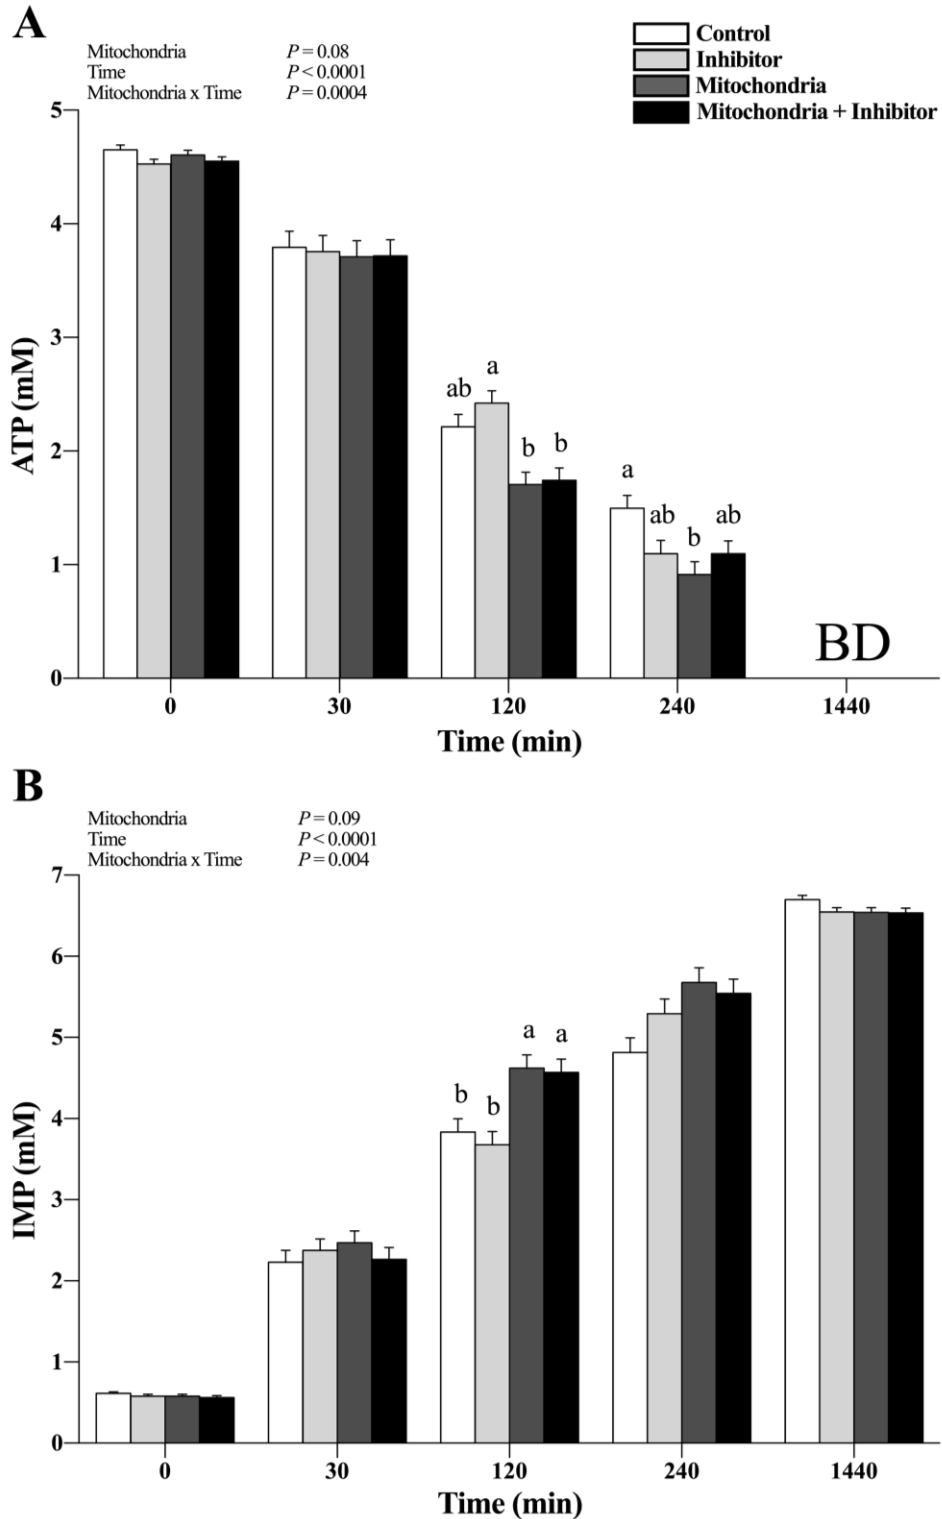 A
Mitochondria P = 0.08
Time P < 0.0001
Mitochondria x Time P = 0.0004
Control
Inhibitor
Mitochondria
Mitochondria + Inhibitor
ATP (mM)
5
4
3
2
1
0
ab a b b
a ab b ab
BD
0 30 120 240 1440
Time (min)
B
Mitochondria P = 0.09
Time P < 0.0001
Mitochondria x Time P = 0.004
IMP (mM)
7
6
5
4
3
2
1
0
b b a a
0 30 120 240 1440
Time (min)